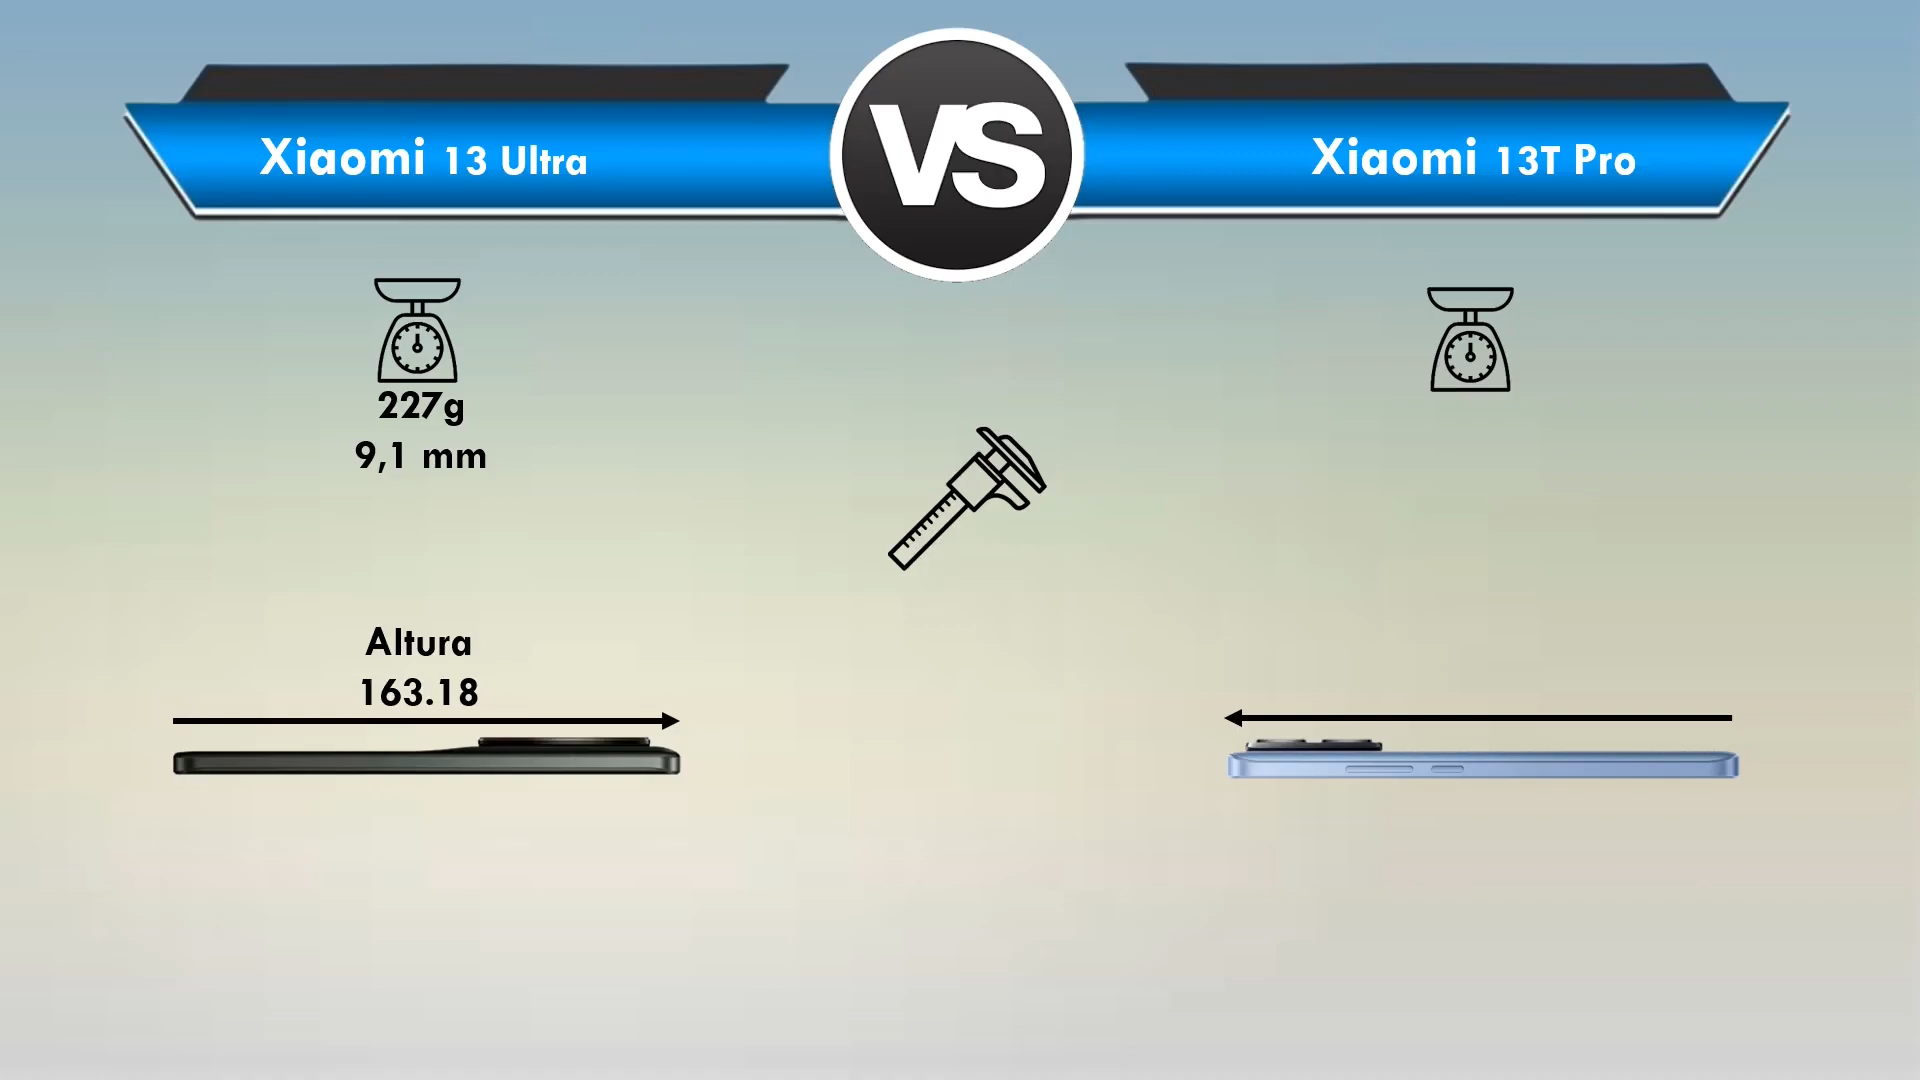 Xiaomi 13 Ultra
VS
Xiaomi 13T Pro
227g
9,1 mm
Altura
163.18